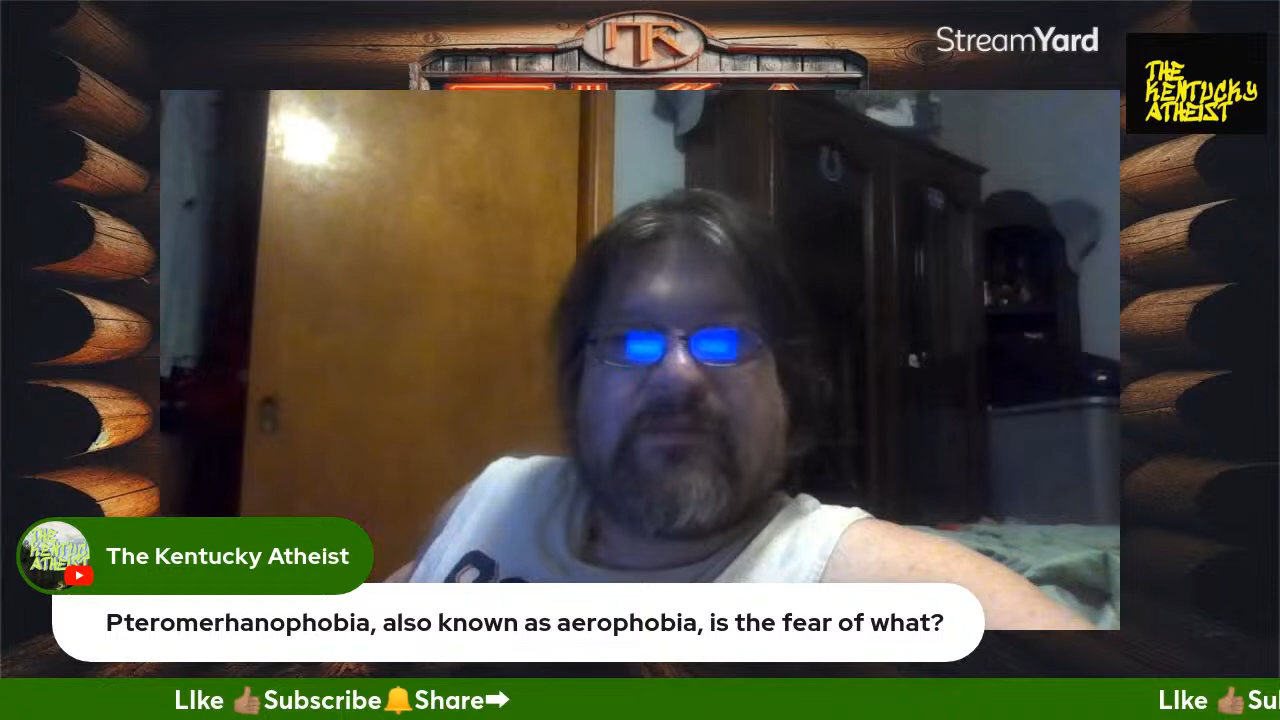 StreamYard
THE
KENTUCKY
ATHEIST
The Kentucky Atheist
Pteromerhanophobia, also known as aerophobia, is the fear of what?
LIke 👍🏽Subscribe🔔Share➡
LIke 👍🏽Su